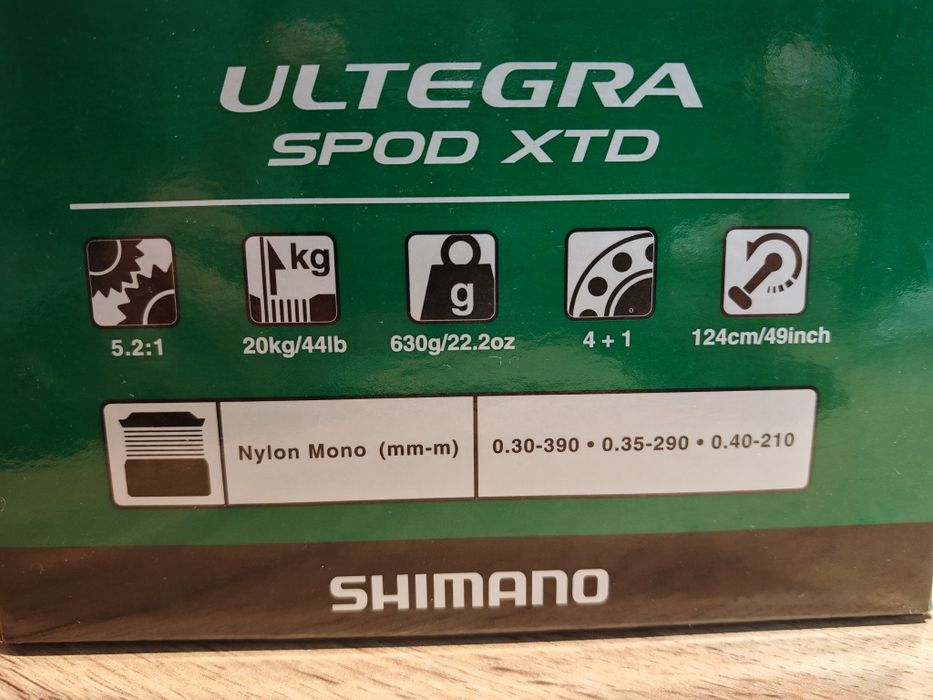 ULTEGRA
SPOD XTD
kg
g
5.2:1
20kg/44lb
630g/22.2oz
4 + 1
124cm/49inch
Nylon Mono (mm-m)
0.30-390 • 0.35-290 • 0.40-210
SHIMANO